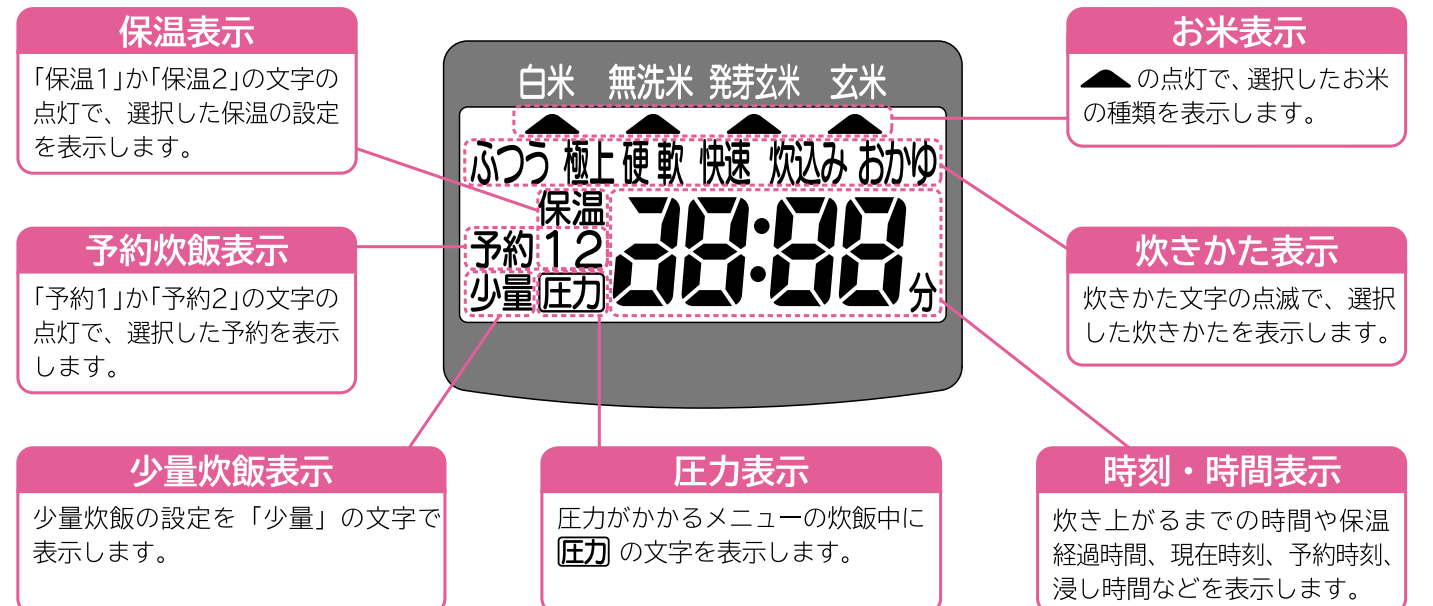 保温表示
「保温1」か「保温2」の文字の
点灯で、選択した保温の設定
を表示します。
予約炊飯表示
「予約1」か「予約2」の文字の
点灯で、選択した予約を表示
します。
少量炊飯表示
少量炊飯の設定を「少量」の文字で
表示します。
白米 無洗米 発芽玄米 玄米
ふつう 極上 硬 軟 快速 炊込み おかゆ
保温
予約 12
少量 圧力
38:88
分
圧力表示
圧力がかかるメニューの炊飯中に
圧力 の文字を表示します。
お米表示
の点灯で、選択したお米
の種類を表示します。
炊きかた表示
炊きかた文字の点滅で、選択
した炊きかたを表示します。
時刻・時間表示
炊き上がるまでの時間や保温
経過時間、現在時刻、予約時刻、
浸し時間などを表示します。